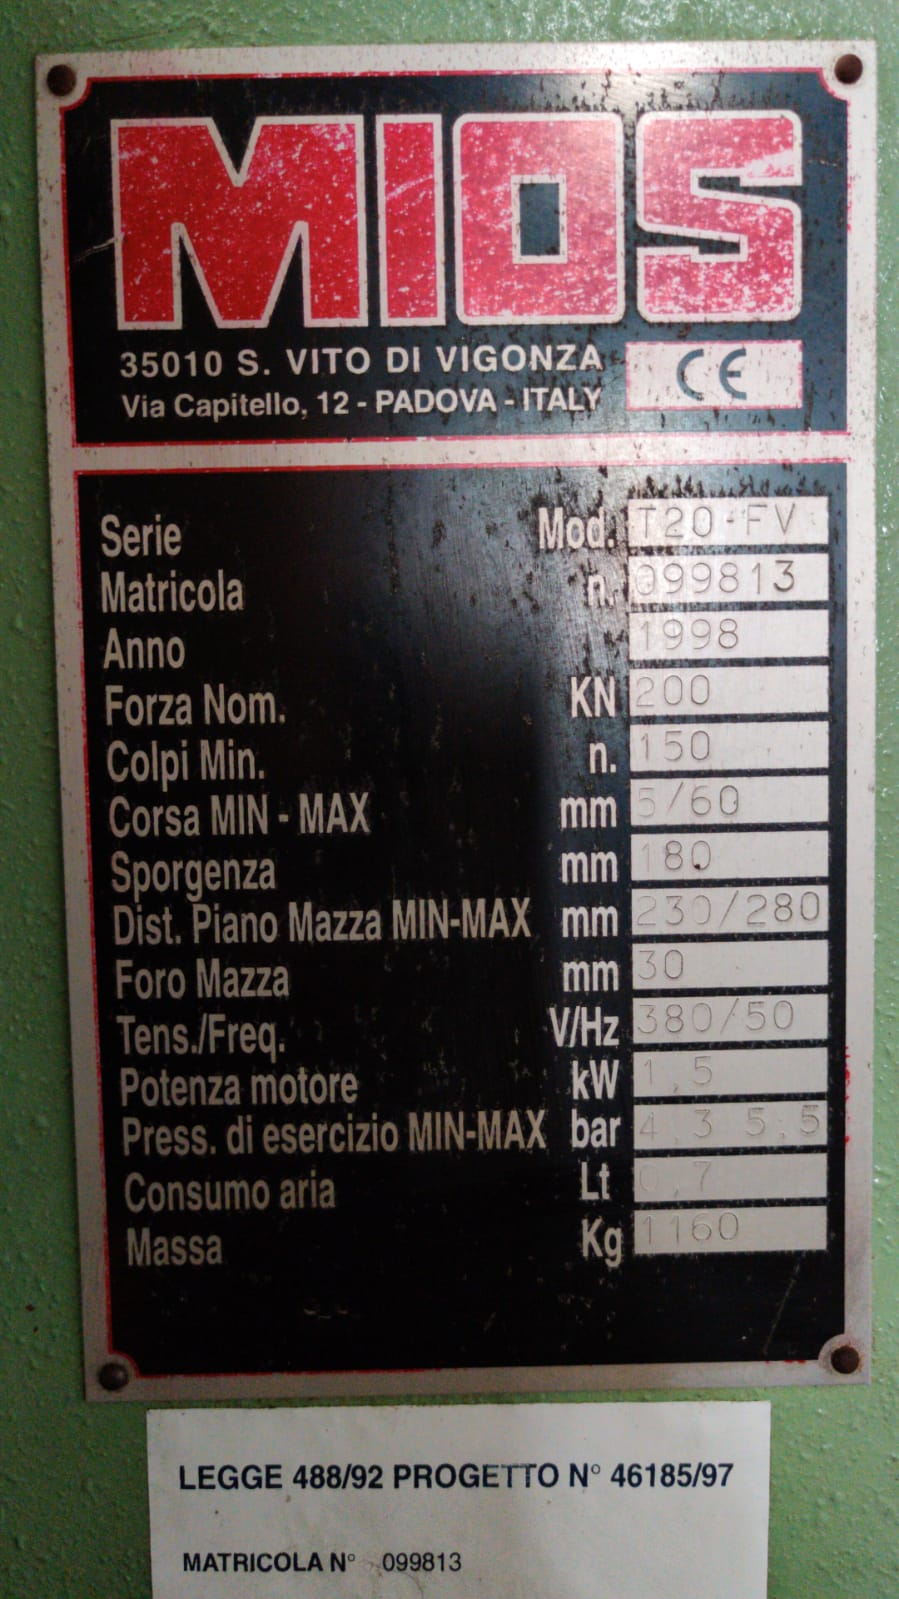 MIOS
35010 S. VITO DI VIGONZA
Via Capitello, 12 - PADOVA - ITALY
CE
Serie Mod. T20-FV
Matricola n. 099813
Anno 1998
Forza Nom. KN 200
Colpi Min. n. 150
Corsa MIN - MAX mm 5/60
Sporgenza mm 180
Dist. Piano Mazza MIN-MAX mm 230/280
Foro Mazza mm 30
Tens./Freq. V/Hz 380/50
Potenza motore kW 1,5
Press. di esercizio MIN-MAX bar 4,3 5,5
Consumo aria Lt 0,7
Massa Kg 1160
LEGGE 488/92 PROGETTO N° 46185/97
MATRICOLA N° 099813